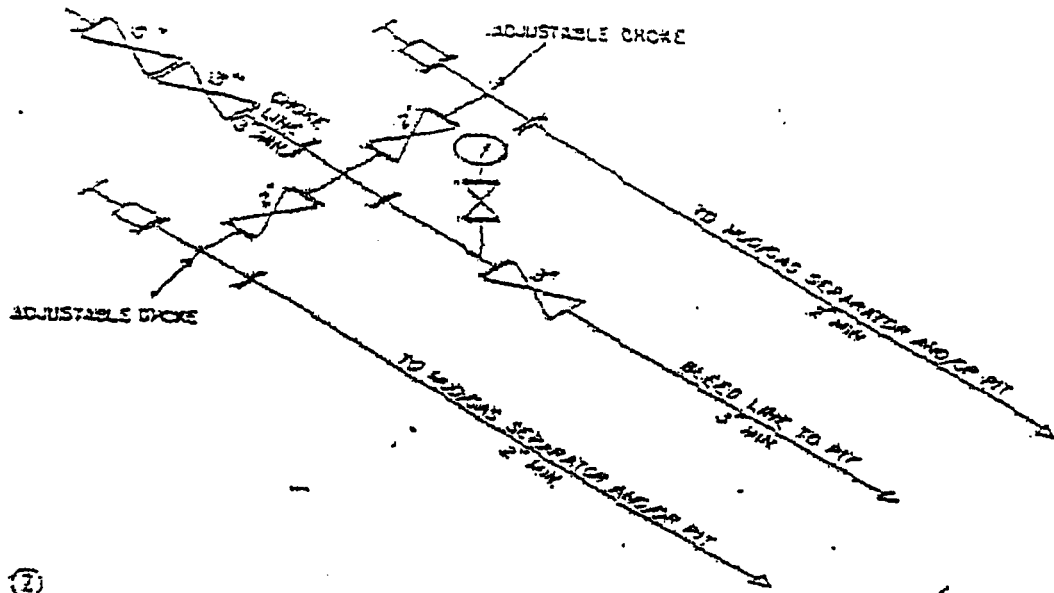 ADJUSTABLE CHOKE
3"
CHOKE
LINE
3" MIN.
2"
2"
ADJUSTABLE CHOKE
3"
TO MUD/GAS SEPARATOR AND/OR PIT
2" MIN
BLEED LINE TO PIT
3" MIN
TO MUD/GAS SEPARATOR AND/OR PIT
2" MIN.